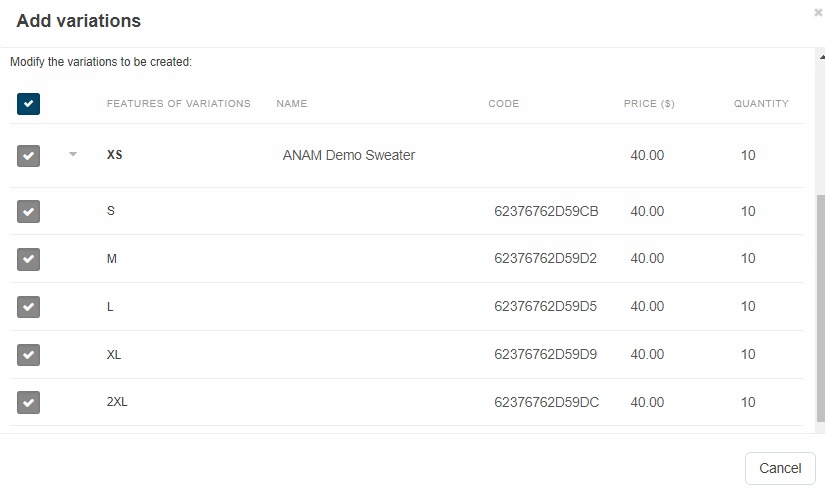 Add variations
Modify the variations to be created:
FEATURES OF VARIATIONS NAME CODE PRICE ($) QUANTITY
XS ANAM Demo Sweater 40.00 10
S 62376762D59CB 40.00 10
M 62376762D59D2 40.00 10
L 62376762D59D5 40.00 10
XL 62376762D59D9 40.00 10
2XL 62376762D59DC 40.00 10
Cancel